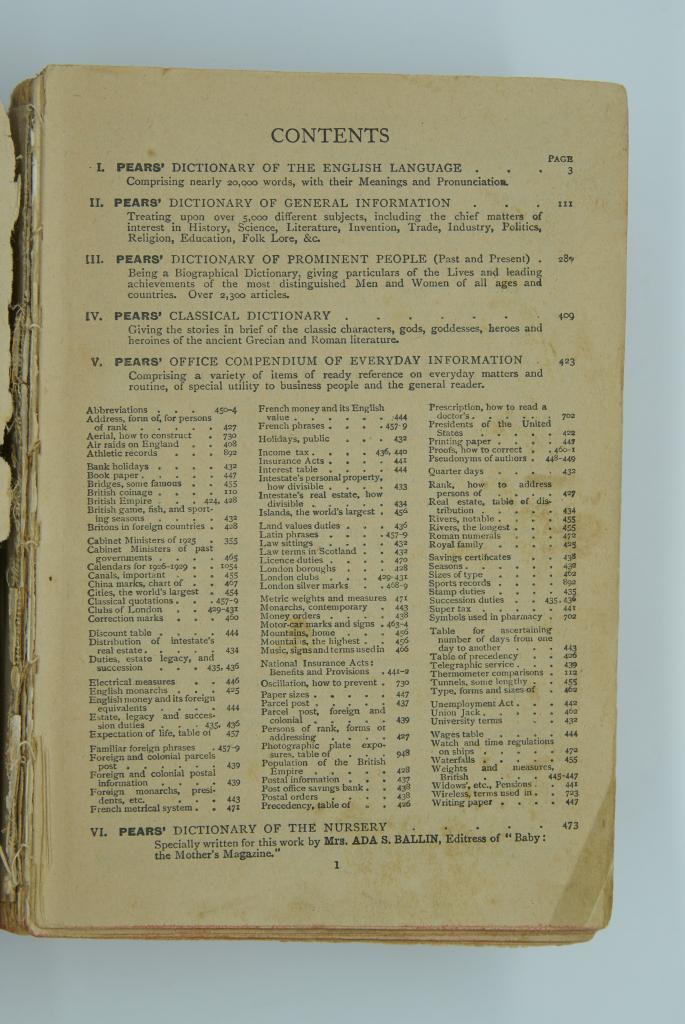 CONTENTS
PAGE
I. PEARS' DICTIONARY OF THE ENGLISH LANGUAGE . . . 3
Comprising nearly 20,000 words, with their Meanings and Pronunciation.
II. PEARS' DICTIONARY OF GENERAL INFORMATION . . . 111
Treating upon over 5,000 different subjects, including the chief matters of
interest in History, Science, Literature, Invention, Trade, Industry, Politics,
Religion, Education, Folk Lore, &c.
III. PEARS' DICTIONARY OF PROMINENT PEOPLE (Past and Present) .
Being a Biographical Dictionary, giving particulars of the Lives and leading
achievements of the most distinguished Men and Women of all ages and
countries. Over 2,300 articles.
IV. PEARS' CLASSICAL DICTIONARY . . . . . . 409
Giving the stories in brief of the classic characters, gods, goddesses, heroes and
heroines of the ancient Grecian and Roman literature.
V. PEARS' OFFICE COMPENDIUM OF EVERYDAY INFORMATION . 423
Comprising a variety of items of ready reference on everyday matters and
routine, of special utility to business people and the general reader.
Abbreviations . . . 450-4
Address, form of, for persons
of rank . . . . 427
Aerial, how to construct . 730
Air raids on England . . 408
Athletic records . . . 892
Bank holidays . . . . 432
Book paper . . . . 447
Bridges, some famous . . 455
British coinage . . . 110
British Empire . . . 424, 428
British game, fish, and sport-
ing seasons . . . . 432
Britons in foreign countries . 428
Cabinet Ministers of 1925 . 355
Cabinet Ministers of past
governments . . . . 465
Calendars for 1926-1929 . . 1054
Canals, important . . . 455
China marks, chart of . . 467
Cities, the world's largest . 454
Classical quotations . . . 457-9
Clubs of London . . 429-431
Correction marks . . . 460
Discount table . . . . 444
Distribution of intestate's
real estate . . . . 434
Duties, estate legacy, and
succession . . . 435, 436
Electrical measures . . 446
English monarchs . . . 425
English money and its foreign
equivalents . . . . 444
Estate, legacy and succes-
sion duties . . . 435, 436
Expectation of life, table of 457
Familiar foreign phrases . 457-9
Foreign and colonial parcels
post . . . . . 439
Foreign and colonial postal
information . . . . 439
Foreign monarchs, presi-
dents, etc. . . . . 443
French metrical system . . 471
French money and its English
value . . . . . 444
French phrases . . . . 457-9
Holidays, public . . . 432
Income tax . . . . 436, 440
Insurance Acts . . . . 441
Interest table . . . . 444
Intestate's personal property,
how divisible . . . . 433
Intestate's real estate, how
divisible . . . . 434
Islands, the world's largest . 456
Land values duties . . . 436
Latin phrases . . . . 457-9
Law sittings . . . . 432
Law terms in Scotland . . 432
Licence duties . . . . 470
London boroughs . . . 428
London clubs . . . 429-431
London silver marks . . 468-9
Metric weights and measures 471
Monarchs, contemporary . 443
Money orders . . . . 438
Motor-car marks and signs . 463-4
Mountains, home . . . 456
Mountains, the highest . . 456
Music, signs and terms used in 466
National Insurance Acts:
Benefits and Provisions . 441-2
Oscillation, how to prevent . 730
Paper sizes . . . . 447
Parcel post . . . . 437
Parcel post, foreign and
colonial . . . . . 439
Persons of rank, forms of
addressing . . . . 427
Photographic plate expo-
sures, table of . . . 948
Population of the British
Empire . . . . . 428
Postal information . . . 437
Post office savings bank . . 438
Postal orders . . . . 438
Precedency, table of . . 426
Prescription, how to read a
doctor's . . . . . 702
Presidents of the United
States . . . . . 422
Printing paper . . . . 447
Proofs, how to correct . . 460-1
Pseudonyms of authors . 448-449
Quarter days . . . . 432
Rank, how to address
persons of . . . . 427
Real estate, table of dis-
tribution . . . . 434
Rivers, notable . . . . 455
Rivers, the longest . . . 455
Roman numerals . . . 472
Royal family . . . . 425
Savings certificates . . 438
Seasons . . . . . 432
Sizes of type . . . . 462
Sports records . . . . 892
Stamp duties . . . . 435
Succession duties . . 435, 436
Super tax . . . . . 441
Symbols used in pharmacy . 702
Table for ascertaining
number of days from one
day to another . . . 443
Table of precedency . . 426
Telegraphic service . . . 439
Thermometer comparisons . 112
Tunnels, some lengthy . . 455
Type, forms and sizes of . 462
Unemployment Act . . . 442
Union Jack . . . . . 462
University terms . . . 432
Wages table . . . . 444
Watch and time regulations
on ships . . . . . 472
Waterfalls . . . . . 455
Weights and measures,
British . . . . 445-447
Widows', etc., Pensions . . 441
Wireless, terms used in . . 723
Writing paper . . . . 447
VI. PEARS' DICTIONARY OF THE NURSERY . . . . . 473
Specially written for this work by Mrs. ADA S. BALLIN, Editress of "Baby:
the Mother's Magazine."
1